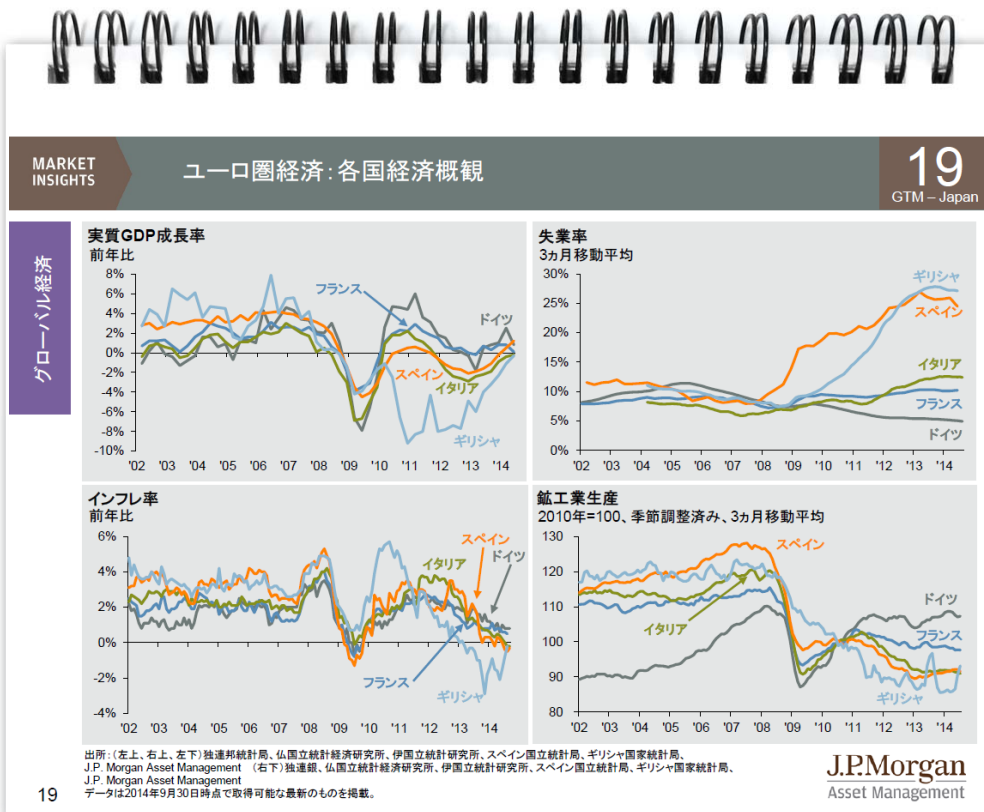 MARKET
INSIGHTS
ユーロ圏経済：各国経済概観
19
GTM – Japan
グローバル経済
実質GDP成長率
前年比
8%
6%
4%
2%
0%
-2%
-4%
-6%
-8%
-10%
'02 '03 '04 '05 '06 '07 '08 '09 '10 '11 '12 '13 '14
フランス
ドイツ
スペイン
イタリア
ギリシャ
失業率
3ヵ月移動平均
30%
25%
20%
15%
10%
5%
0%
'02 '03 '04 '05 '06 '07 '08 '09 '10 '11 '12 '13 '14
ギリシャ
スペイン
イタリア
フランス
ドイツ
インフレ率
前年比
6%
4%
2%
0%
-2%
-4%
'02 '03 '04 '05 '06 '07 '08 '09 '10 '11 '12 '13 '14
スペイン
ドイツ
イタリア
フランス
ギリシャ
鉱工業生産
2010年=100、季節調整済み、3ヵ月移動平均
130
120
110
100
90
80
'02 '03 '04 '05 '06 '07 '08 '09 '10 '11 '12 '13 '14
スペイン
ドイツ
イタリア
フランス
ギリシャ
出所：（左上、右上、左下）独連邦統計局、仏国立統計経済研究所、伊国立統計研究所、スペイン国立統計局、ギリシャ国家統計局、
J.P. Morgan Asset Management （右下）独連銀、仏国立統計経済研究所、伊国立統計研究所、スペイン国立統計局、ギリシャ国家統計局、
J.P. Morgan Asset Management
データは2014年9月30日時点で取得可能な最新のものを掲載。
19
J.P.Morgan
Asset Management